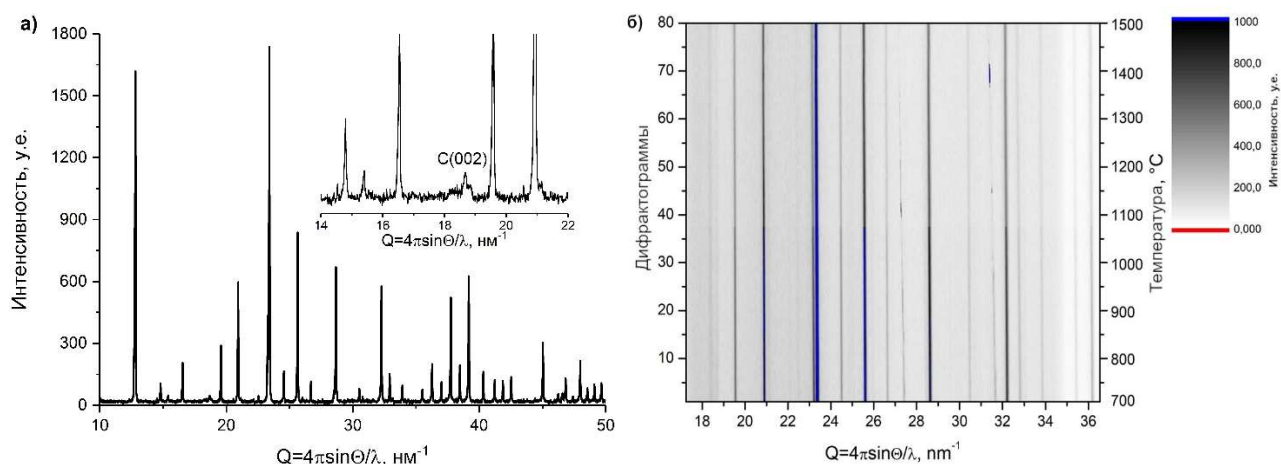 а)
1800
1500
1200
900
600
300
0
Интенсивность, у.е.
10 20 30 40 50
Q=4πsinΘ/λ, нм-1
C(002)
14 16 18 20 22
Q=4πsinΘ/λ, нм-1
б)
80
70
60
50
40
30
20
10
Дифрактограммы
18 20 22 24 26 28 30 32 34 36
Q=4πsinΘ/λ, nm-1
1500
1400
1300
1200
1100
1000
900
800
700
Температура, °C
1000
800,0
600,0
400,0
200,0
0,000
Интенсивность, у.е.